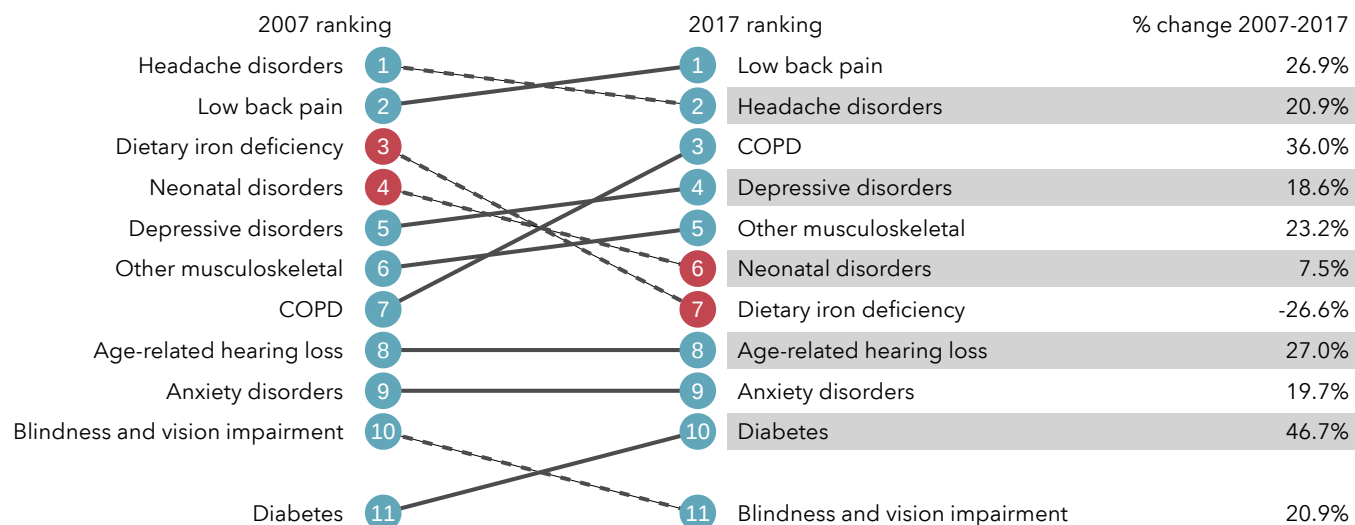 2007 ranking 2017 ranking % change 2007-2017
Headache disorders 1 1 Low back pain 26.9%
Low back pain 2 2 Headache disorders 20.9%
Dietary iron deficiency 3 3 COPD 36.0%
Neonatal disorders 4 4 Depressive disorders 18.6%
Depressive disorders 5 5 Other musculoskeletal 23.2%
Other musculoskeletal 6 6 Neonatal disorders 7.5%
COPD 7 7 Dietary iron deficiency -26.6%
Age-related hearing loss 8 8 Age-related hearing loss 27.0%
Anxiety disorders 9 9 Anxiety disorders 19.7%
Blindness and vision impairment 10 10 Diabetes 46.7%
Diabetes 11 11 Blindness and vision impairment 20.9%